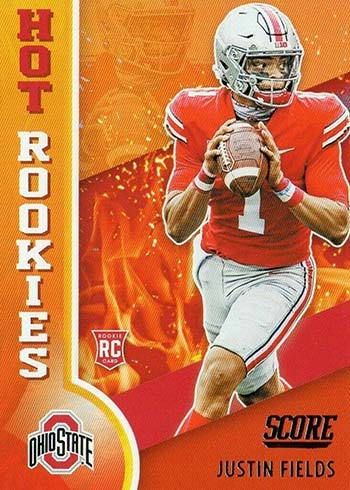 HOT ROOKIES
1
ROOKIE
RC
CARD
OHIO STATE
SCORE
JUSTIN FIELDS